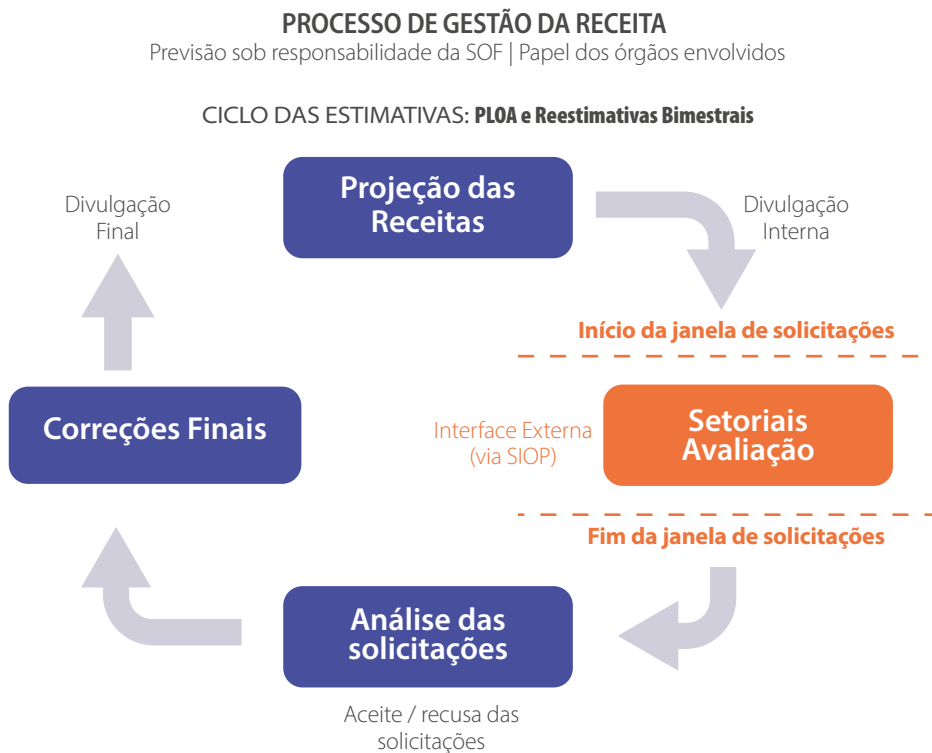 PROCESSO DE GESTÃO DA RECEITA
Previsão sob responsabilidade da SOF | Papel dos órgãos envolvidos
CICLO DAS ESTIMATIVAS: PLOA e Reestimativas Bimestrais
Projeção das
Receitas
Divulgação
Interna
Início da janela de solicitações
Setoriais
Avaliação
Interface Externa
(via SIOP)
Fim da janela de solicitações
Análise das
solicitações
Aceite / recusa das
solicitações
Correções Finais
Divulgação
Final